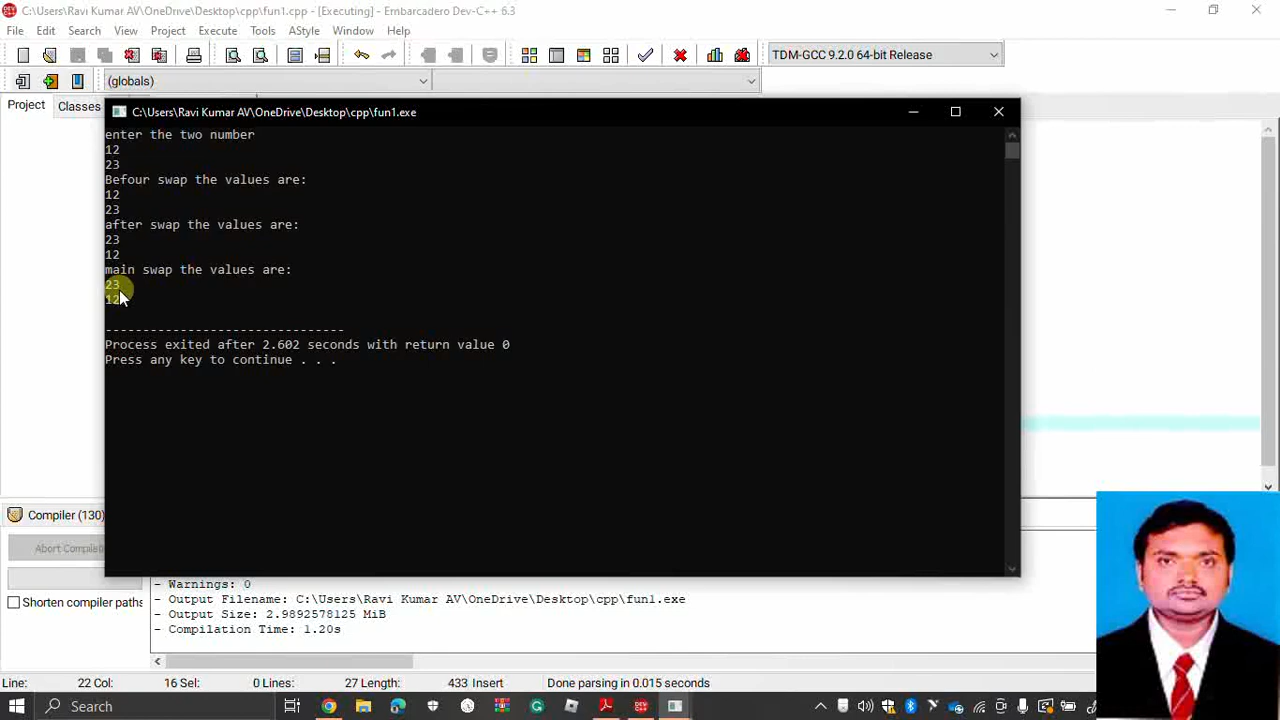 C:\Users\Ravi Kumar AV\OneDrive\Desktop\cpp\fun1.cpp - [Executing] - Embarcadero Dev-C++ 6.3
File Edit Search View Project Execute Tools AStyle Window Help
TDM-GCC 9.2.0 64-bit Release
(globals)
Project Classes
C:\Users\Ravi Kumar AV\OneDrive\Desktop\cpp\fun1.exe
enter the two number
12
23
Befour swap the values are:
12
23
after swap the values are:
23
12
main swap the values are:
23
12
--------------------------------
Process exited after 2.602 seconds with return value 0
Press any key to continue . . .
Compiler (130)
Abort Compilati
Shorten compiler paths
- Warnings: 0
- Output Filename: C:\Users\Ravi Kumar AV\OneDrive\Desktop\cpp\fun1.exe
- Output Size: 2.9892578125 MiB
- Compilation Time: 1.20s
Line: 22 Col: 16 Sel: 0 Lines: 27 Length: 433 Insert Done parsing in 0.015 seconds
Search
DEV C++